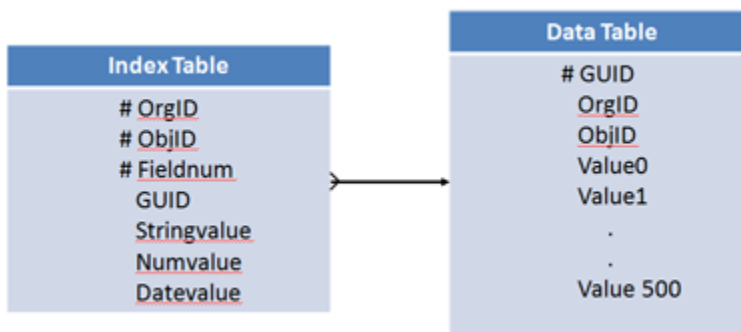 Index Table
# OrgID
# ObjID
# Fieldnum
GUID
Stringvalue
Numvalue
Datevalue
Data Table
# GUID
OrgID
ObjID
Value0
Value1
.
.
Value 500